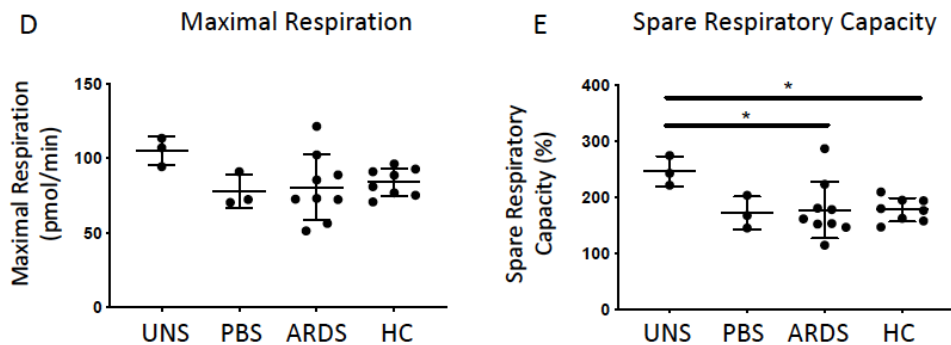 D Maximal Respiration
Maximal Respiration
(pmol/min)
150
100
50
0
UNS PBS ARDS HC
E Spare Respiratory Capacity
Spare Respiratory
Capacity (%)
400
300
200
100
0
*
*
UNS PBS ARDS HC